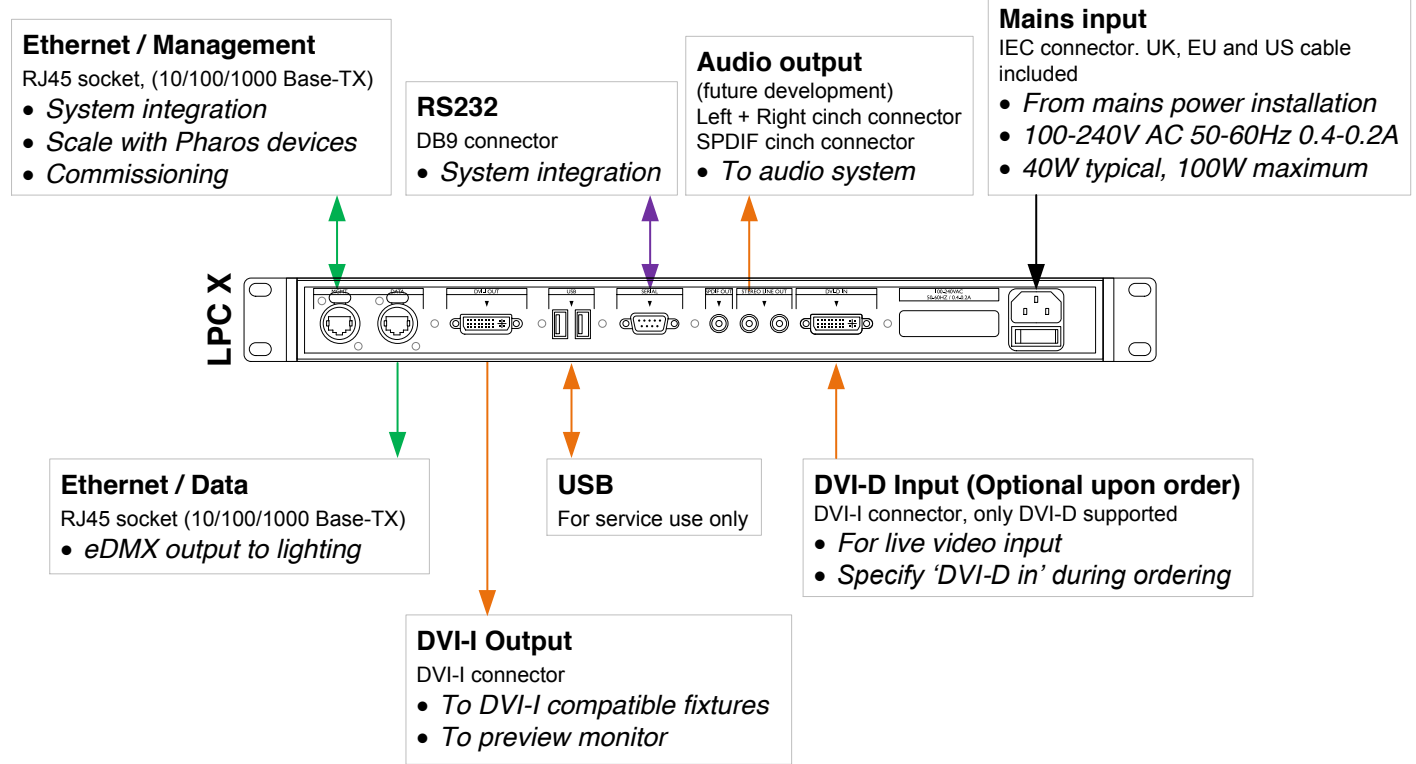 Ethernet / Management
RJ45 socket, (10/100/1000 Base-TX)
• System integration
• Scale with Pharos devices
• Commissioning
RS232
DB9 connector
• System integration
Audio output
(future development)
Left + Right cinch connector
SPDIF cinch connector
• To audio system
Mains input
IEC connector. UK, EU and US cable
included
• From mains power installation
• 100-240V AC 50-60Hz 0.4-0.2A
• 40W typical, 100W maximum
LPC X
MGMT
DATA
DVI-I OUT
USB
SERIAL
SPDIF OUT
STEREO LINE OUT
DVI-D IN
100-240VAC
50-60HZ / 0.4-0.2A
Ethernet / Data
RJ45 socket (10/100/1000 Base-TX)
• eDMX output to lighting
USB
For service use only
DVI-D Input (Optional upon order)
DVI-I connector, only DVI-D supported
• For live video input
• Specify ‘DVI-D in’ during ordering
DVI-I Output
DVI-I connector
• To DVI-I compatible fixtures
• To preview monitor